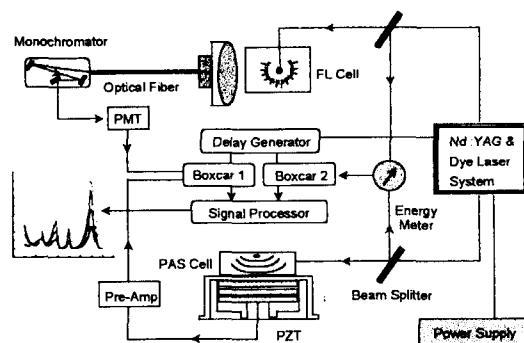 Monochromator
Optical Fiber
FL Cell
PMT
Delay Generator
Nd :YAG &
Dye Laser
System
Boxcar 1
Boxcar 2
Signal Processor
Energy
Meter
PAS Cell
Pre-Amp
Beam Splitter
PZT
Power Supply